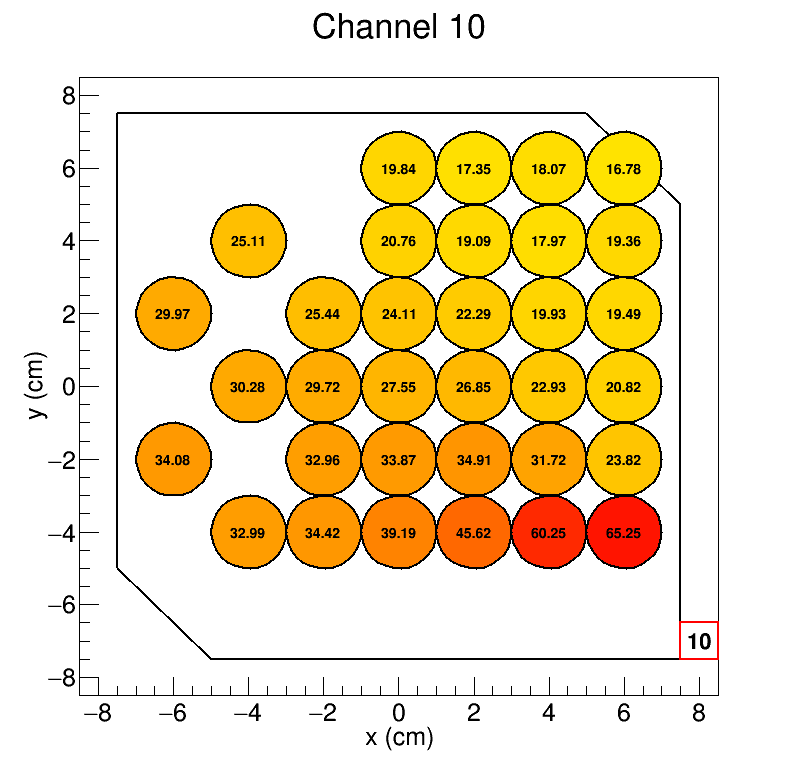 Channel 10
8
19.84 17.35 18.07 16.78
6
25.11 20.76 19.09 17.97 19.36
4
29.97 25.44 24.11 22.29 19.93 19.49
2
30.28 29.72 27.55 26.85 22.93 20.82
0
34.08 32.96 33.87 34.91 31.72 23.82
−2
32.99 34.42 39.19 45.62 60.25 65.25
−4
−6
10
−8
−8 −6 −4 −2 0 2 4 6 8
x (cm)
y (cm)